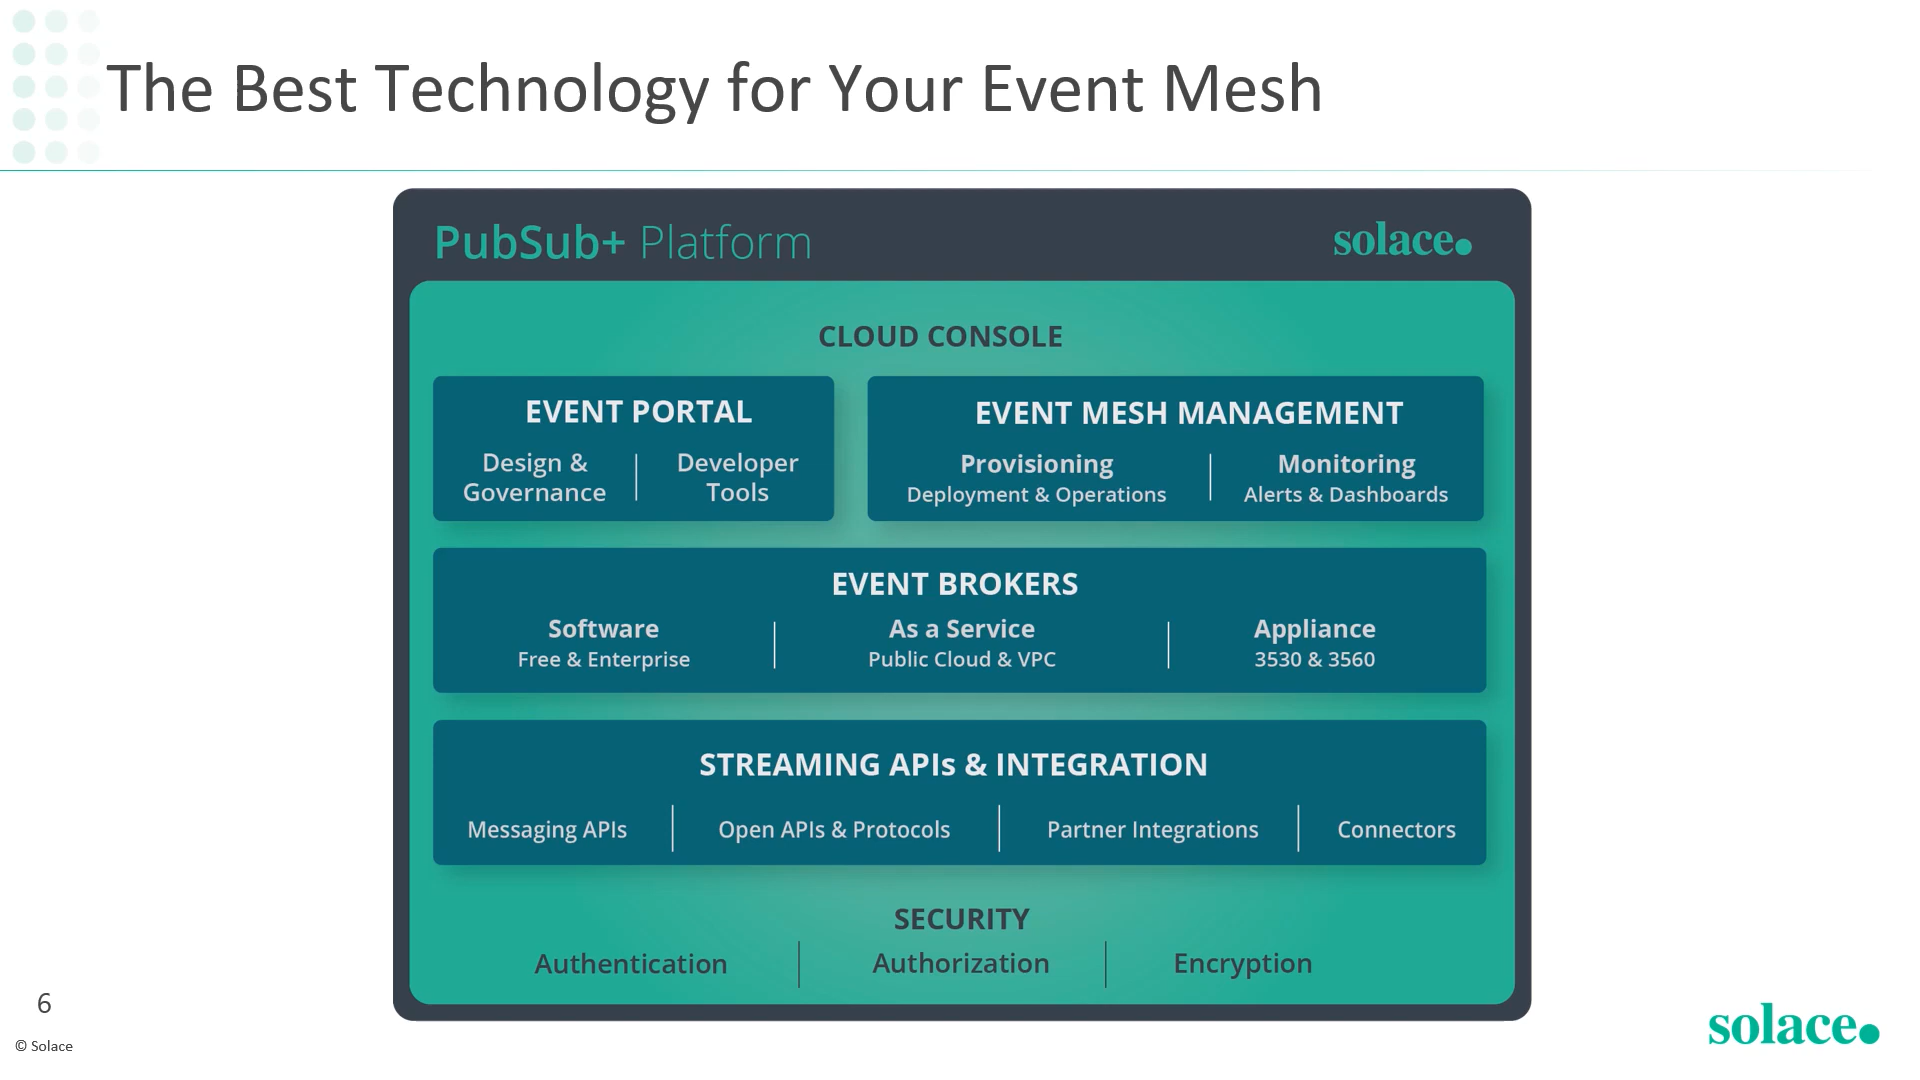 The Best Technology for Your Event Mesh
PubSub+ Platform
solace.
CLOUD CONSOLE
EVENT PORTAL
Design &
Governance
Developer
Tools
EVENT MESH MANAGEMENT
Provisioning
Deployment & Operations
Monitoring
Alerts & Dashboards
EVENT BROKERS
Software
Free & Enterprise
As a Service
Public Cloud & VPC
Appliance
3530 & 3560
STREAMING APIs & INTEGRATION
Messaging APIs
Open APIs & Protocols
Partner Integrations
Connectors
SECURITY
Authentication
Authorization
Encryption
6
© Solace
solace.